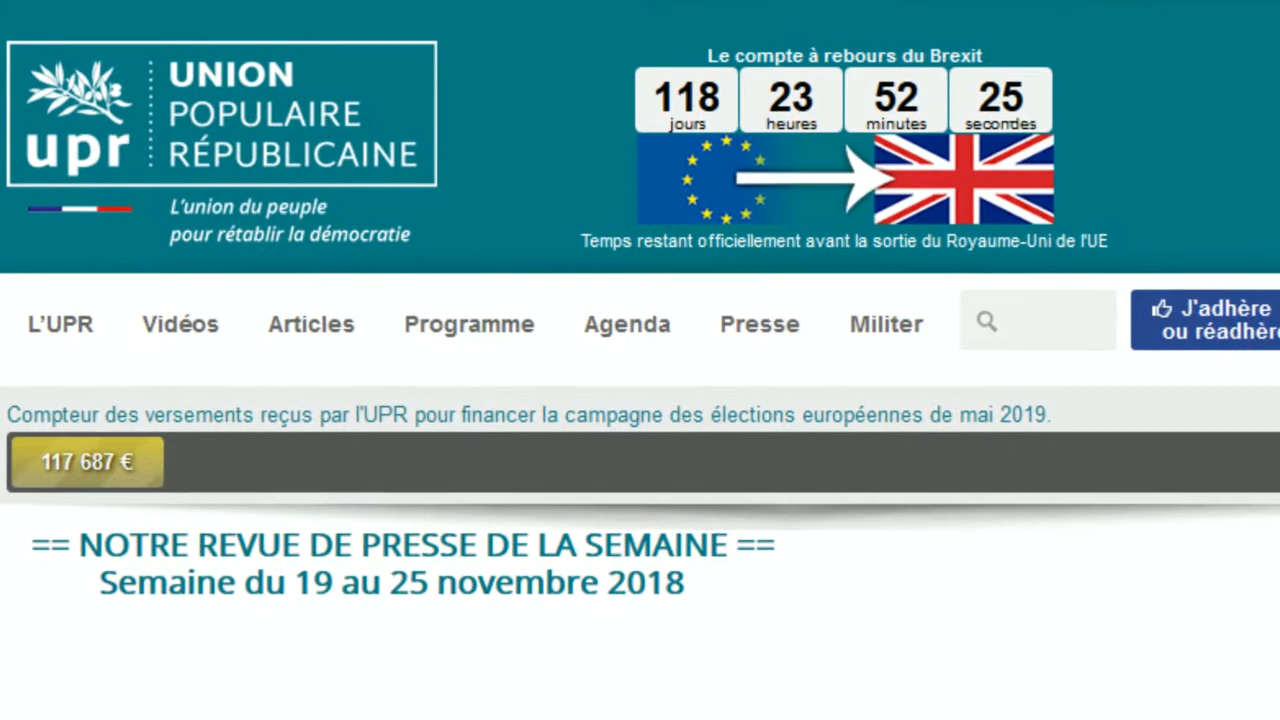 upr
UNION
POPULAIRE
RÉPUBLICAINE
L'union du peuple
pour rétablir la démocratie
Le compte à rebours du Brexit
118 23 52 25
jours heures minutes secondes
Temps restant officiellement avant la sortie du Royaume-Uni de l'UE
L'UPR Vidéos Articles Programme Agenda Presse Militer
J'adhère
ou réadhère
Compteur des versements reçus par l'UPR pour financer la campagne des élections européennes de mai 2019.
117 687 €
== NOTRE REVUE DE PRESSE DE LA SEMAINE ==
Semaine du 19 au 25 novembre 2018